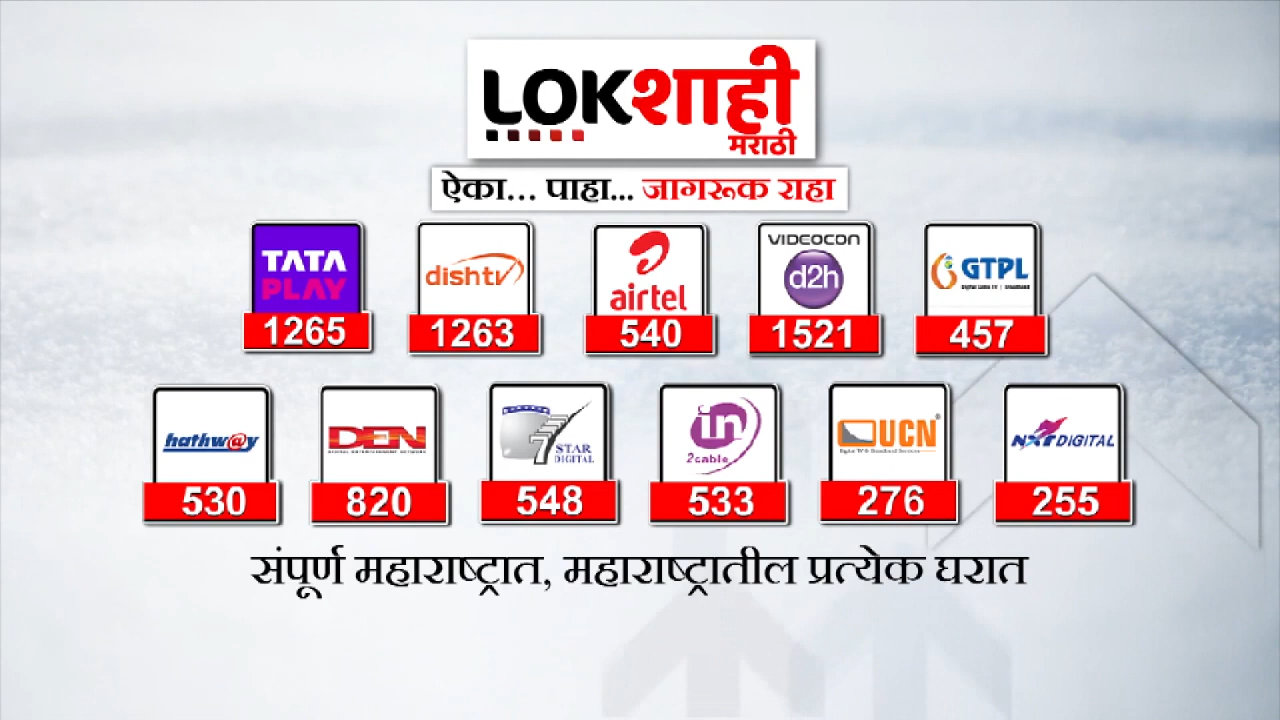 LOKशाही
मराठी
ऐका... पाहा... जागरूक राहा
TATA PLAY
dishtv
airtel
VIDEOCON d2h
GTPL
1265
1263
540
1521
457
hathw@y
DEN
7 STAR DIGITAL
in 2cable
UCN
NXT DIGITAL
530
820
548
533
276
255
संपूर्ण महाराष्ट्रात, महाराष्ट्रातील प्रत्येक घरात